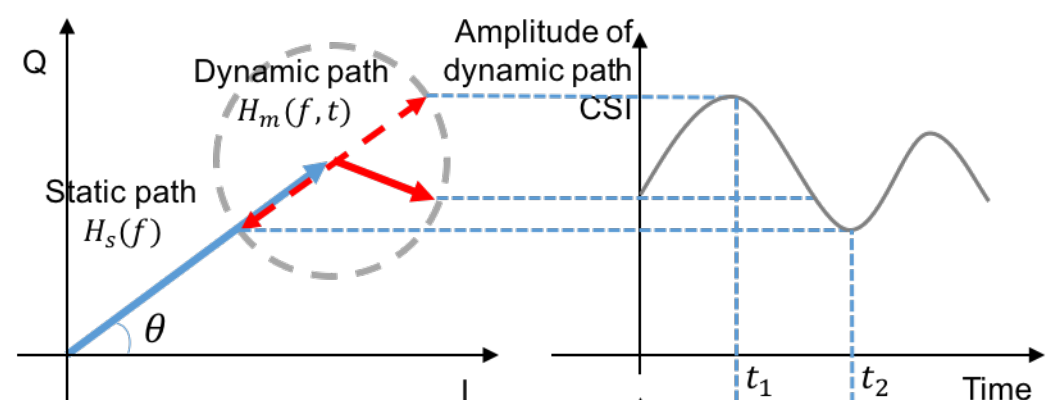 Q
Dynamic path
H_m(f, t)
Static path
H_s(f)
θ
I
Amplitude of
dynamic path
CSI
t_1
t_2
Time